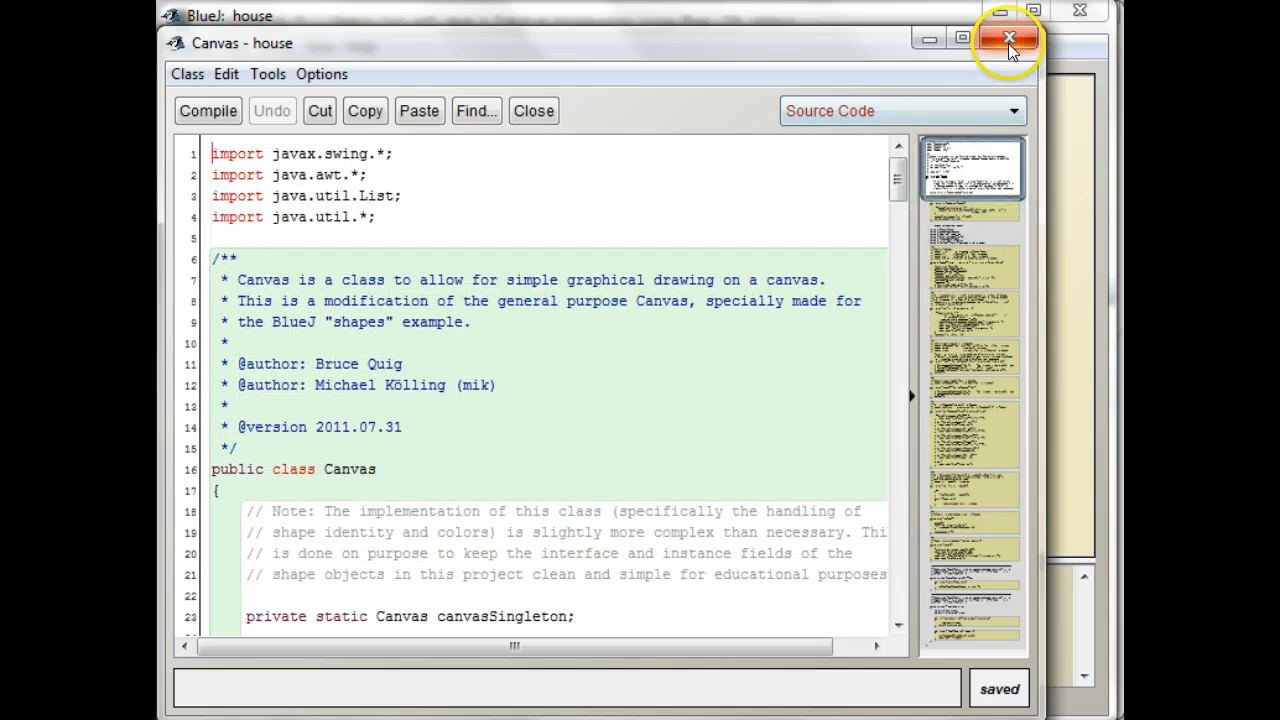 BlueJ: house
Canvas - house
Class Edit Tools Options
Compile Undo Cut Copy Paste Find... Close Source Code
1 import javax.swing.*;
2 import java.awt.*;
3 import java.util.List;
4 import java.util.*;
5
6 /**
7 * Canvas is a class to allow for simple graphical drawing on a canvas.
8 * This is a modification of the general purpose Canvas, specially made for
9 * the BlueJ "shapes" example.
10 *
11 * @author: Bruce Quig
12 * @author: Michael Kölling (mik)
13 *
14 * @version 2011.07.31
15 */
16 public class Canvas
17 {
18 // Note: The implementation of this class (specifically the handling of
19 // shape identity and colors) is slightly more complex than necessary. Thi
20 // is done on purpose to keep the interface and instance fields of the
21 // shape objects in this project clean and simple for educational purposes
22
23 private static Canvas canvasSingleton;
saved